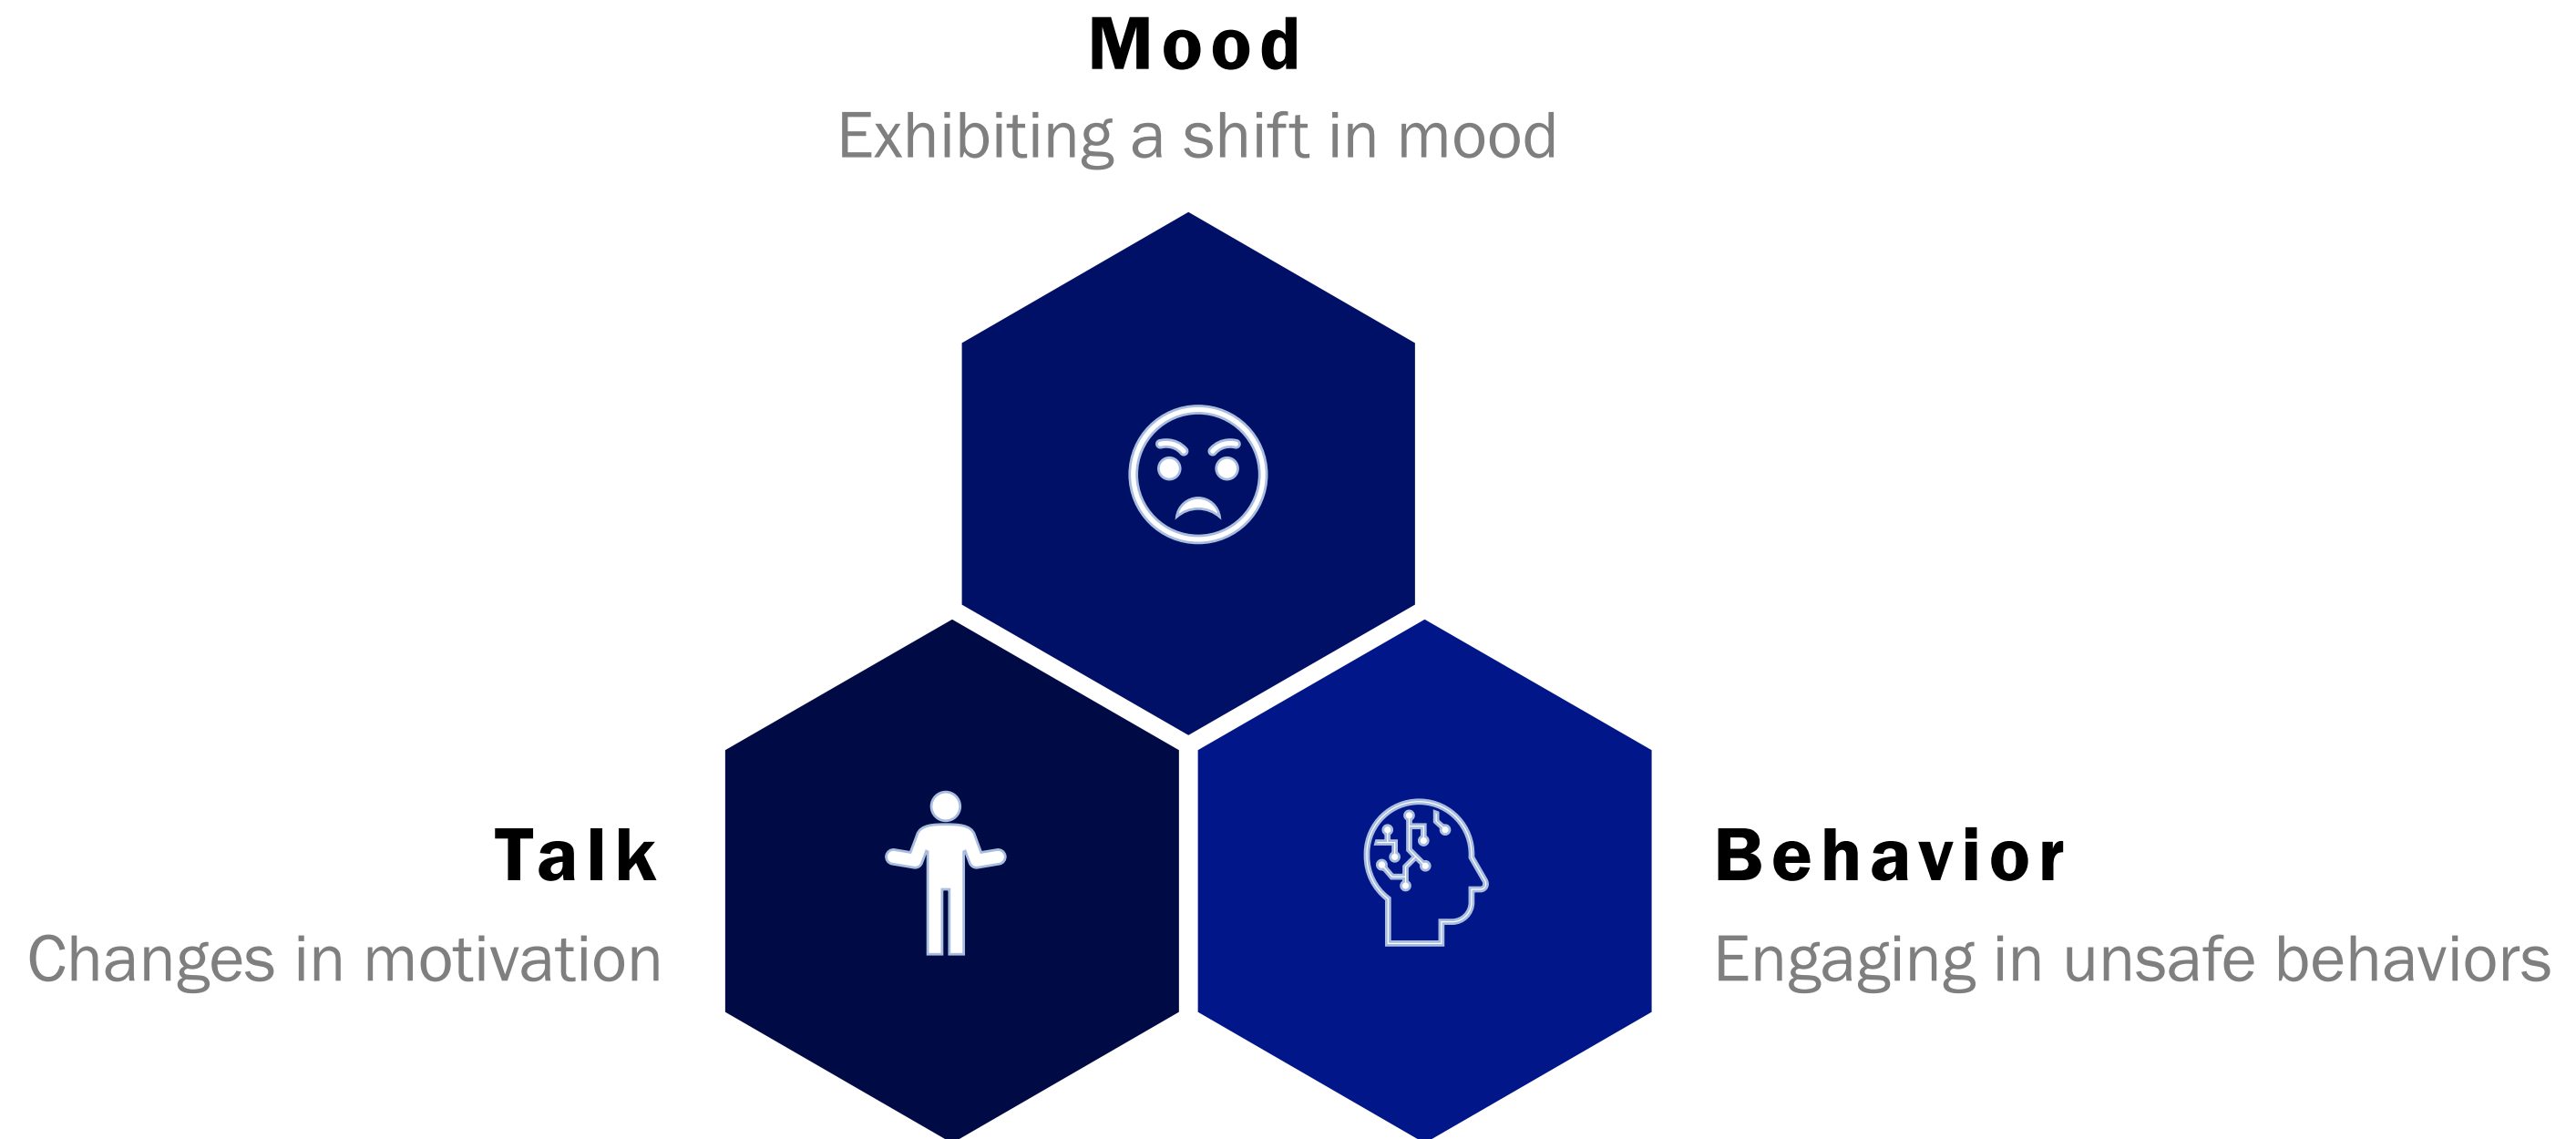 Mood
Exhibiting a shift in mood
Talk
Changes in motivation
Behavior
Engaging in unsafe behaviors